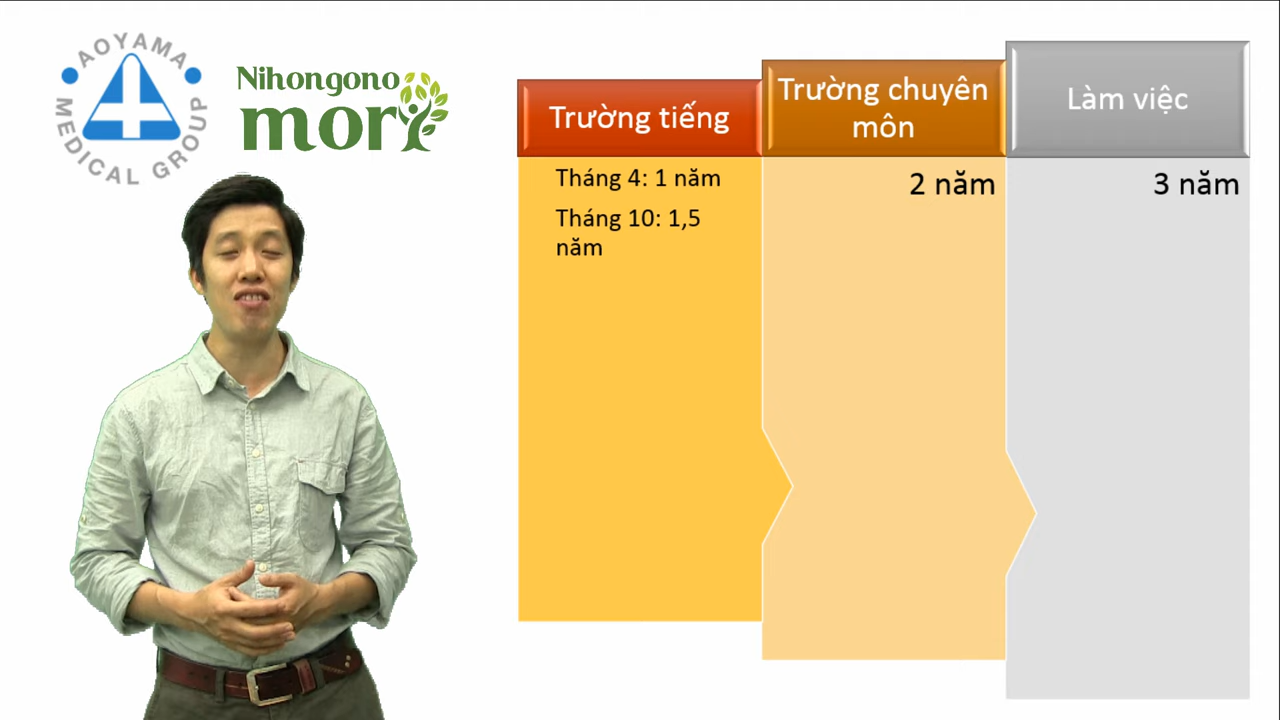 AOYAMA
MEDICAL GROUP
Nihongono
mori
Trường tiếng
Tháng 4: 1 năm
Tháng 10: 1,5
năm
Trường chuyên
môn
2 năm
Làm việc
3 năm